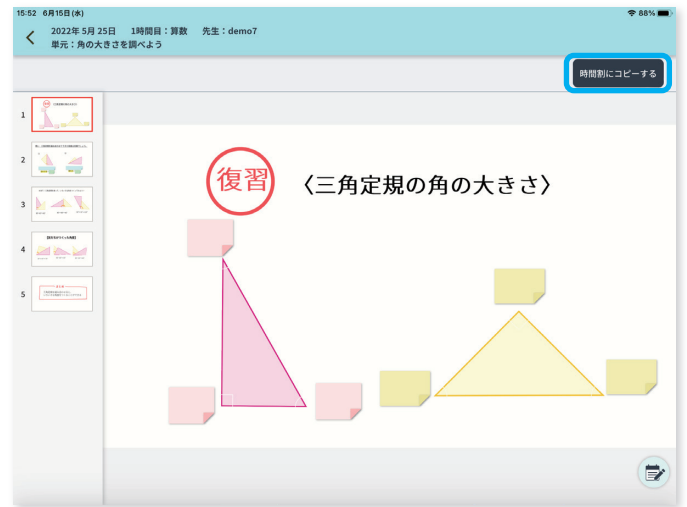 15:52 6月15日(水)
88%
2022年 5月 25日 1時間目：算数 先生：demo7
単元：角の大きさを調べよう
時間割にコピーする
1
2
3
4
5
復習 〈三角定規の角の大きさ〉